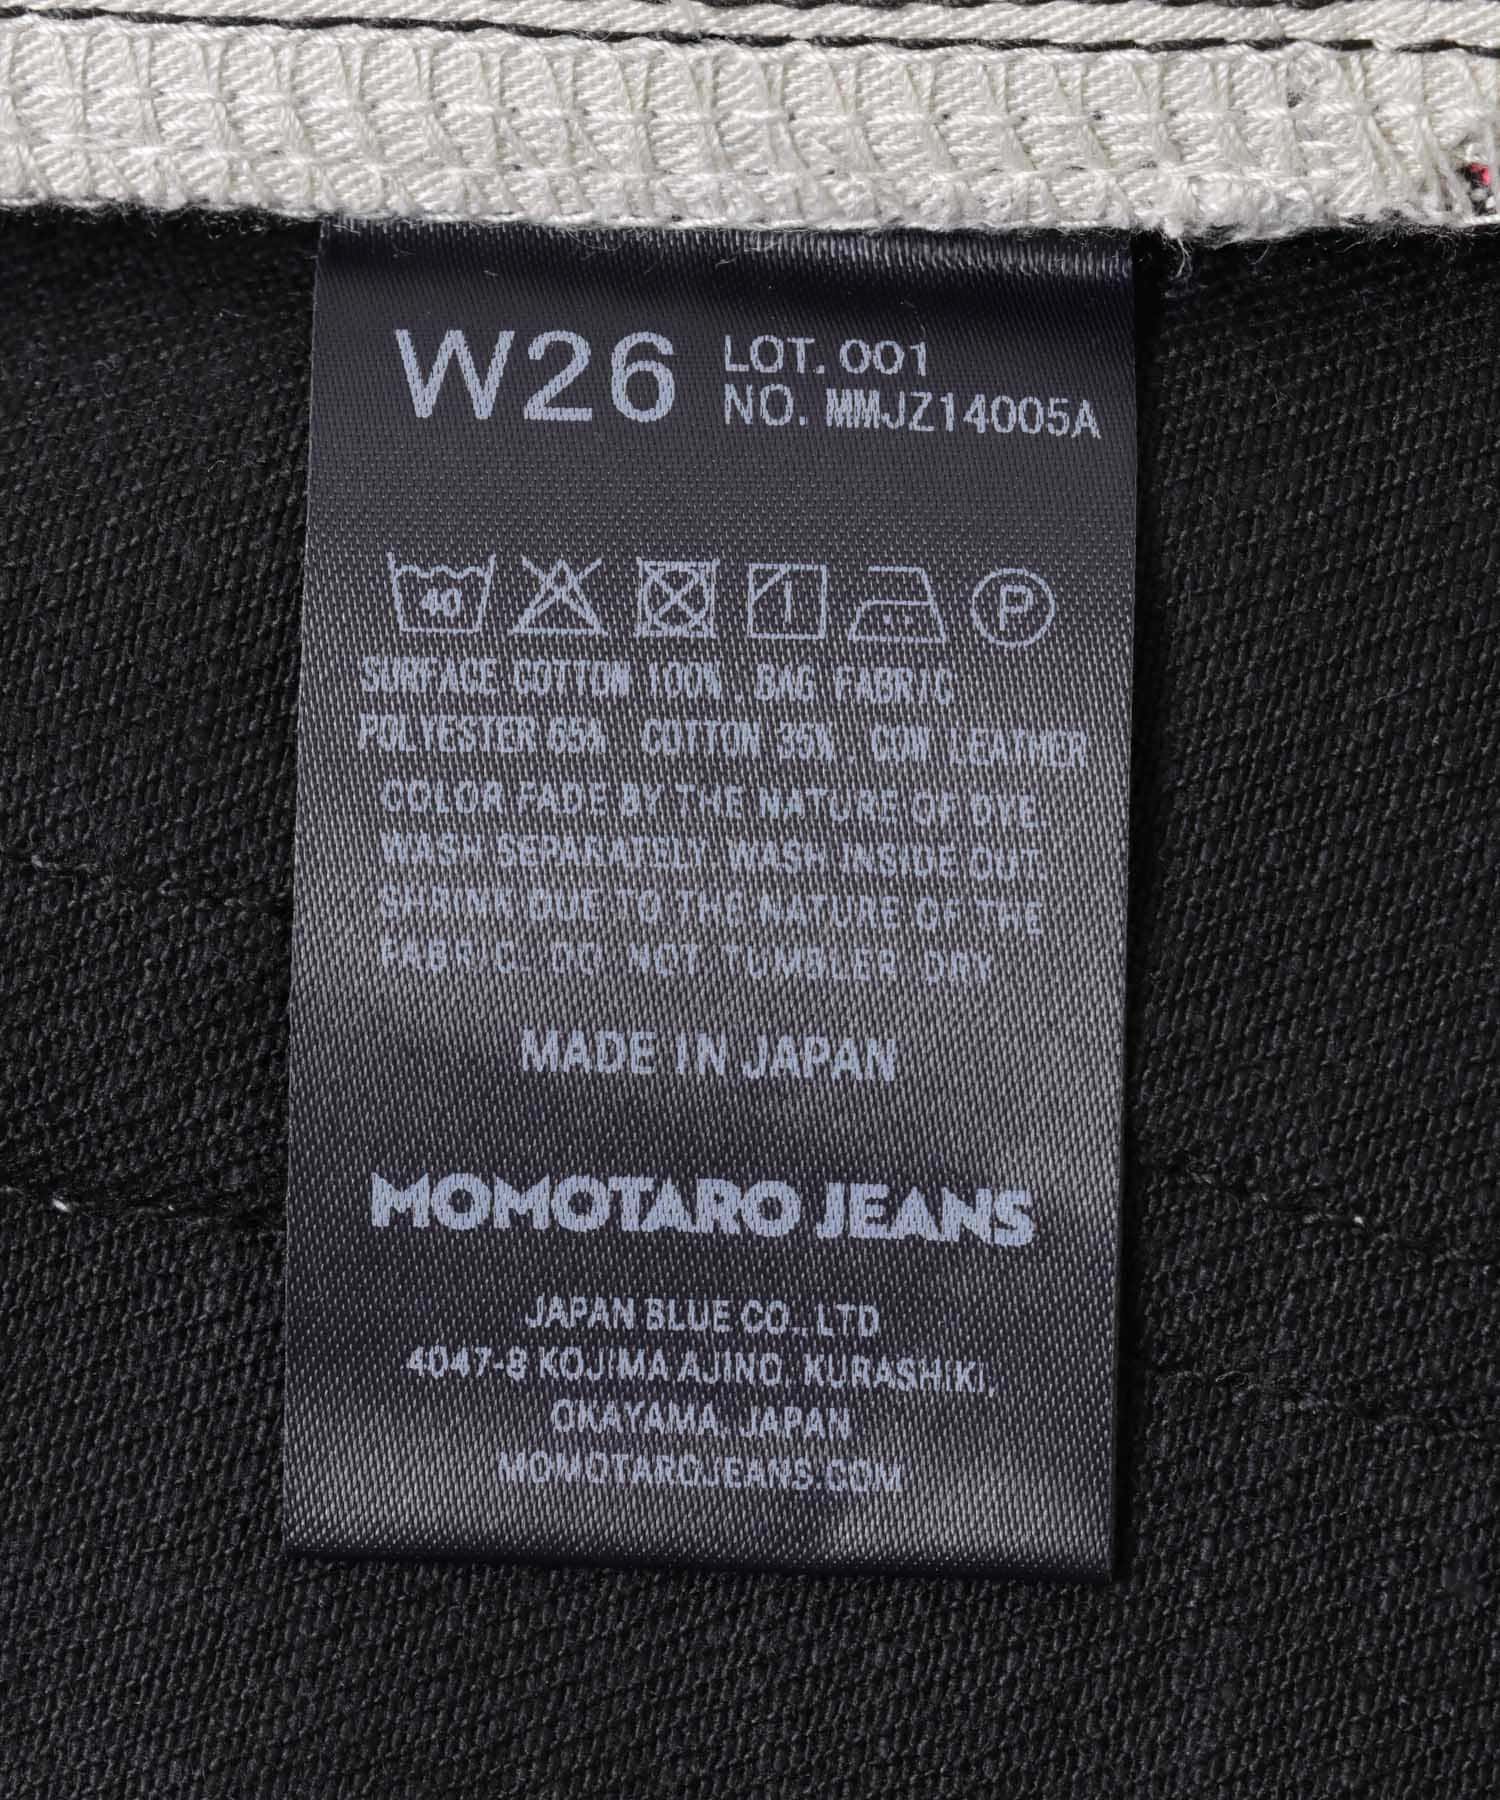 W26 LOT. 001
NO. MMJZ14005A
40 1 P
SURFACE COTTON 100%, BAG FABRIC
POLYESTER 65%, COTTON 35%, COW LEATHER
COLOR FADE BY THE NATURE OF DYE
WASH SEPARATELY WASH INSIDE OUT
SHRINK DUE TO THE NATURE OF THE
FABRIC. DO NOT TUMBLER DRY
MADE IN JAPAN
MOMOTARO JEANS
JAPAN BLUE CO., LTD
4047-8 KOJIMA AJINO, KURASHIKI,
OKAYAMA, JAPAN
MOMOTAROJEANS.COM